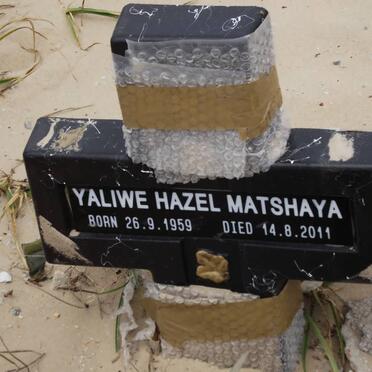 YALIWE HAZEL MATSHAYA
BORN 26.9.1959 DIED 14.8.2011